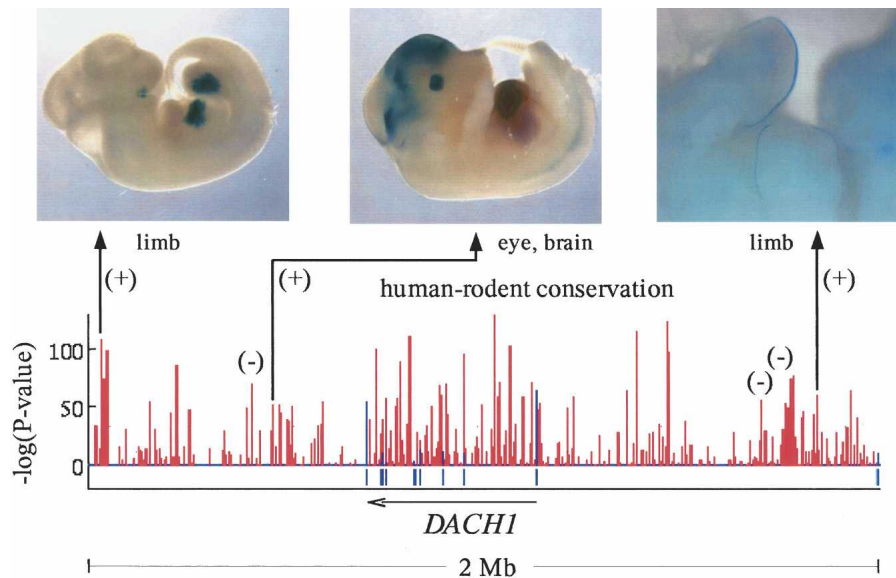 limb
eye, brain
limb
(+)
(+)
(+)
human-rodent conservation
-log(P-value)
100
50
0
(-)
(-)
(-)
DACH1
2 Mb